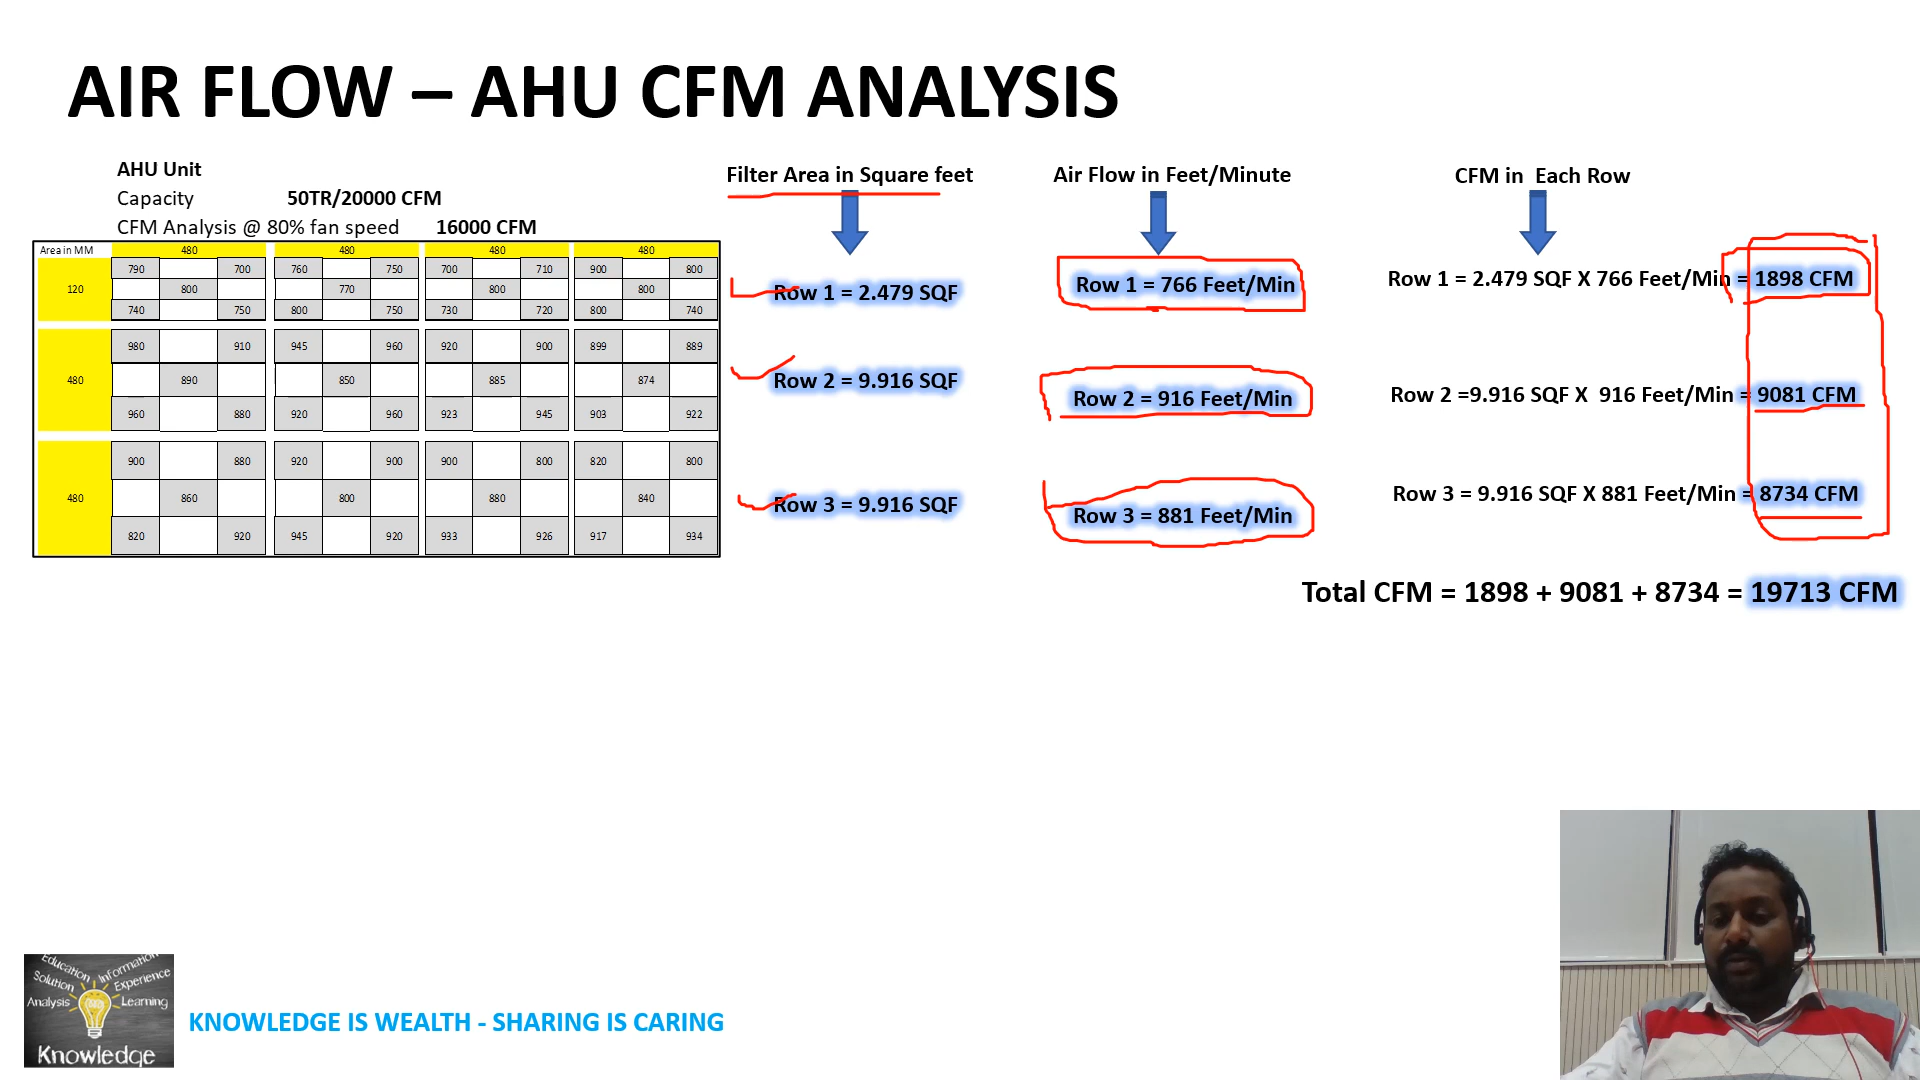 AIR FLOW – AHU CFM ANALYSIS
AHU Unit
Capacity 50TR/20000 CFM
CFM Analysis @ 80% fan speed 16000 CFM
Area in MM 480 480 480 480
790 700 760 750 700 710 900 800
120 800 770 800 800
740 750 800 750 730 720 800 740
980 910 945 960 920 900 899 889
480 890 850 885 874
960 880 920 960 923 945 903 922
900 880 920 900 900 800 820 800
480 860 800 880 840
820 920 945 920 933 926 917 934
Filter Area in Square feet
Row 1 = 2.479 SQF
Row 2 = 9.916 SQF
Row 3 = 9.916 SQF
Air Flow in Feet/Minute
Row 1 = 766 Feet/Min
Row 2 = 916 Feet/Min
Row 3 = 881 Feet/Min
CFM in Each Row
Row 1 = 2.479 SQF X 766 Feet/Min = 1898 CFM
Row 2 =9.916 SQF X 916 Feet/Min = 9081 CFM
Row 3 = 9.916 SQF X 881 Feet/Min = 8734 CFM
Total CFM = 1898 + 9081 + 8734 = 19713 CFM
Education Information
Solution Experience
Analysis Learning
Knowledge
KNOWLEDGE IS WEALTH - SHARING IS CARING